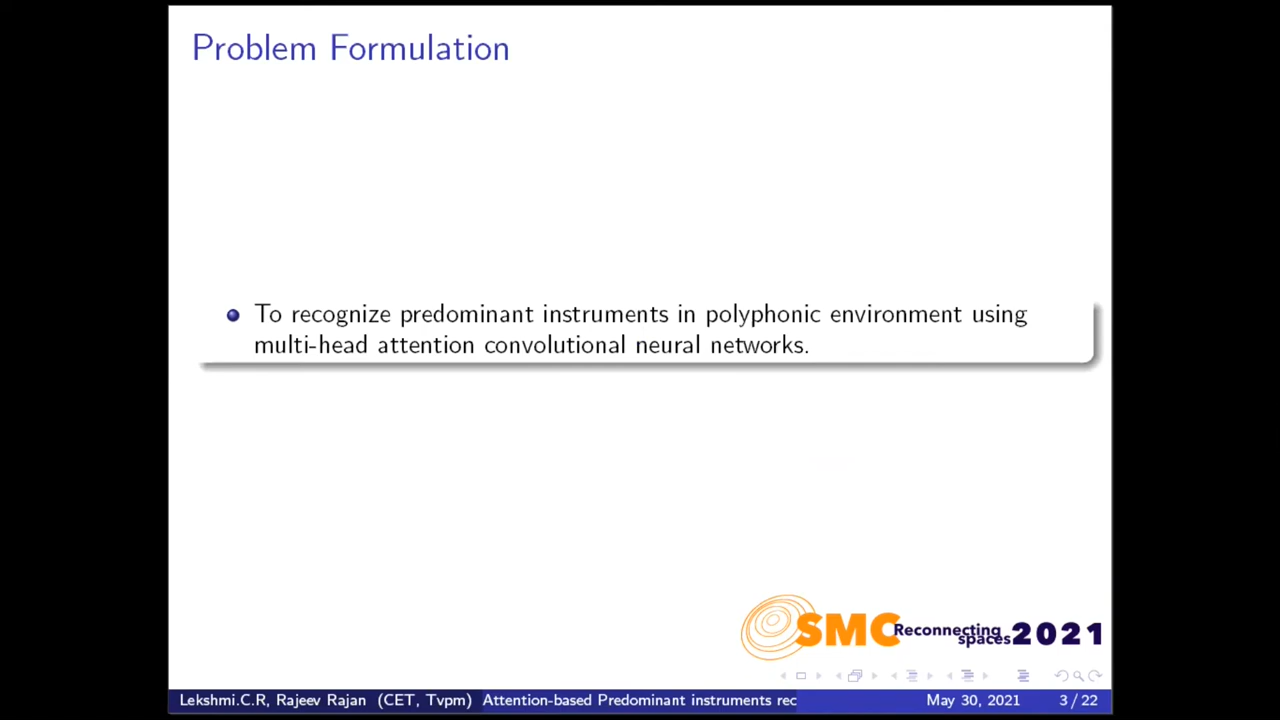 Problem Formulation
To recognize predominant instruments in polyphonic environment using
multi-head attention convolutional neural networks.
SMC Reconnecting spaces 2021
Lekshmi.C.R, Rajeev Rajan (CET, Tvpm) Attention-based Predominant instruments rec May 30, 2021 3 / 22